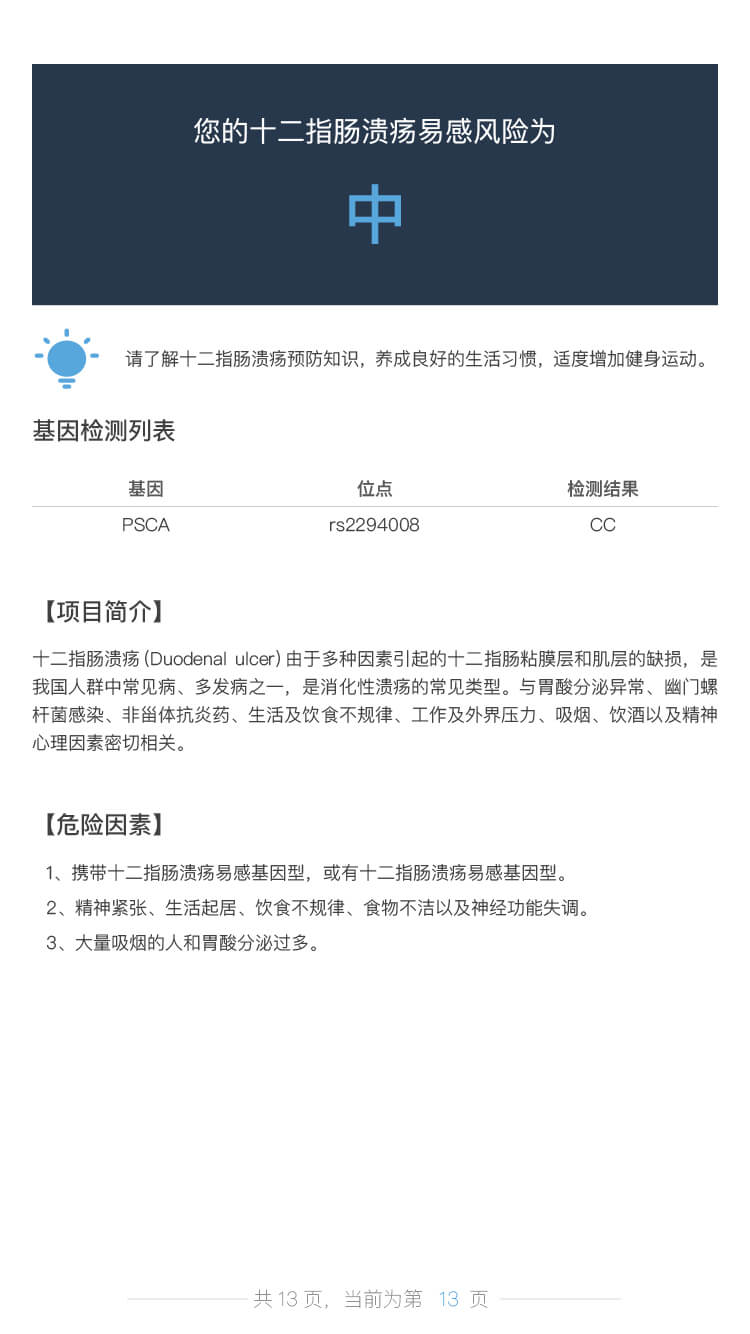 您的十二指肠溃疡易感风险为
中
请了解十二指肠溃疡预防知识，养成良好的生活习惯，适度增加健身运动。
基因检测列表
基因 位点 检测结果
PSCA rs2294008 CC
【项目简介】
十二指肠溃疡(Duodenal ulcer)由于多种因素引起的十二指肠粘膜层和肌层的缺损，是
我国人群中常见病、多发病之一，是消化性溃疡的常见类型。与胃酸分泌异常、幽门螺
杆菌感染、非甾体抗炎药、生活及饮食不规律、工作及外界压力、吸烟、饮酒以及精神
心理因素密切相关。
【危险因素】
1、携带十二指肠溃疡易感基因型，或有十二指肠溃疡易感基因型。
2、精神紧张、生活起居、饮食不规律、食物不洁以及神经功能失调。
3、大量吸烟的人和胃酸分泌过多。
共 13 页，当前为第 13 页